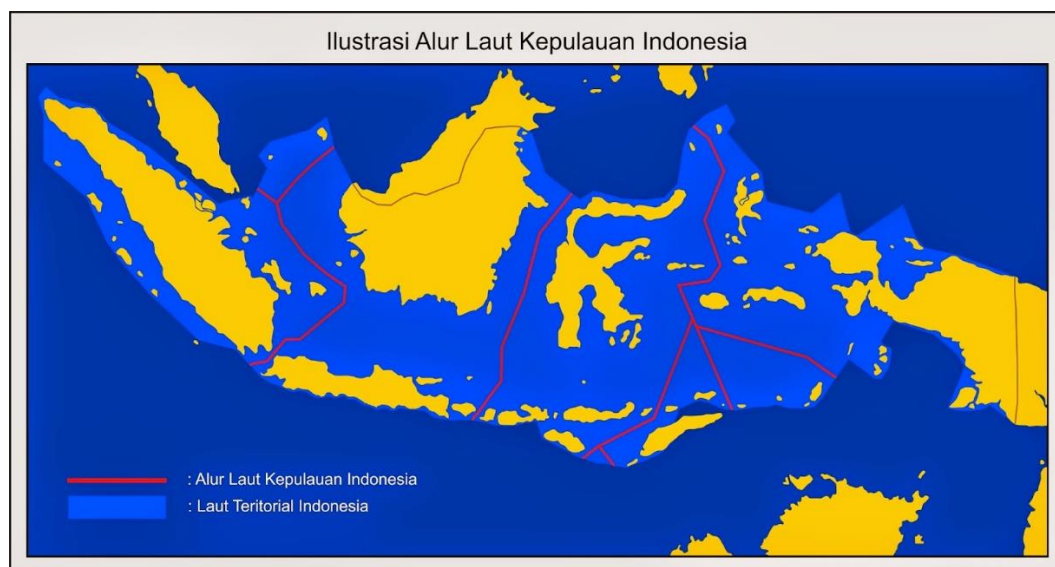 Ilustrasi Alur Laut Kepulauan Indonesia
: Alur Laut Kepulauan Indonesia
: Laut Teritorial Indonesia